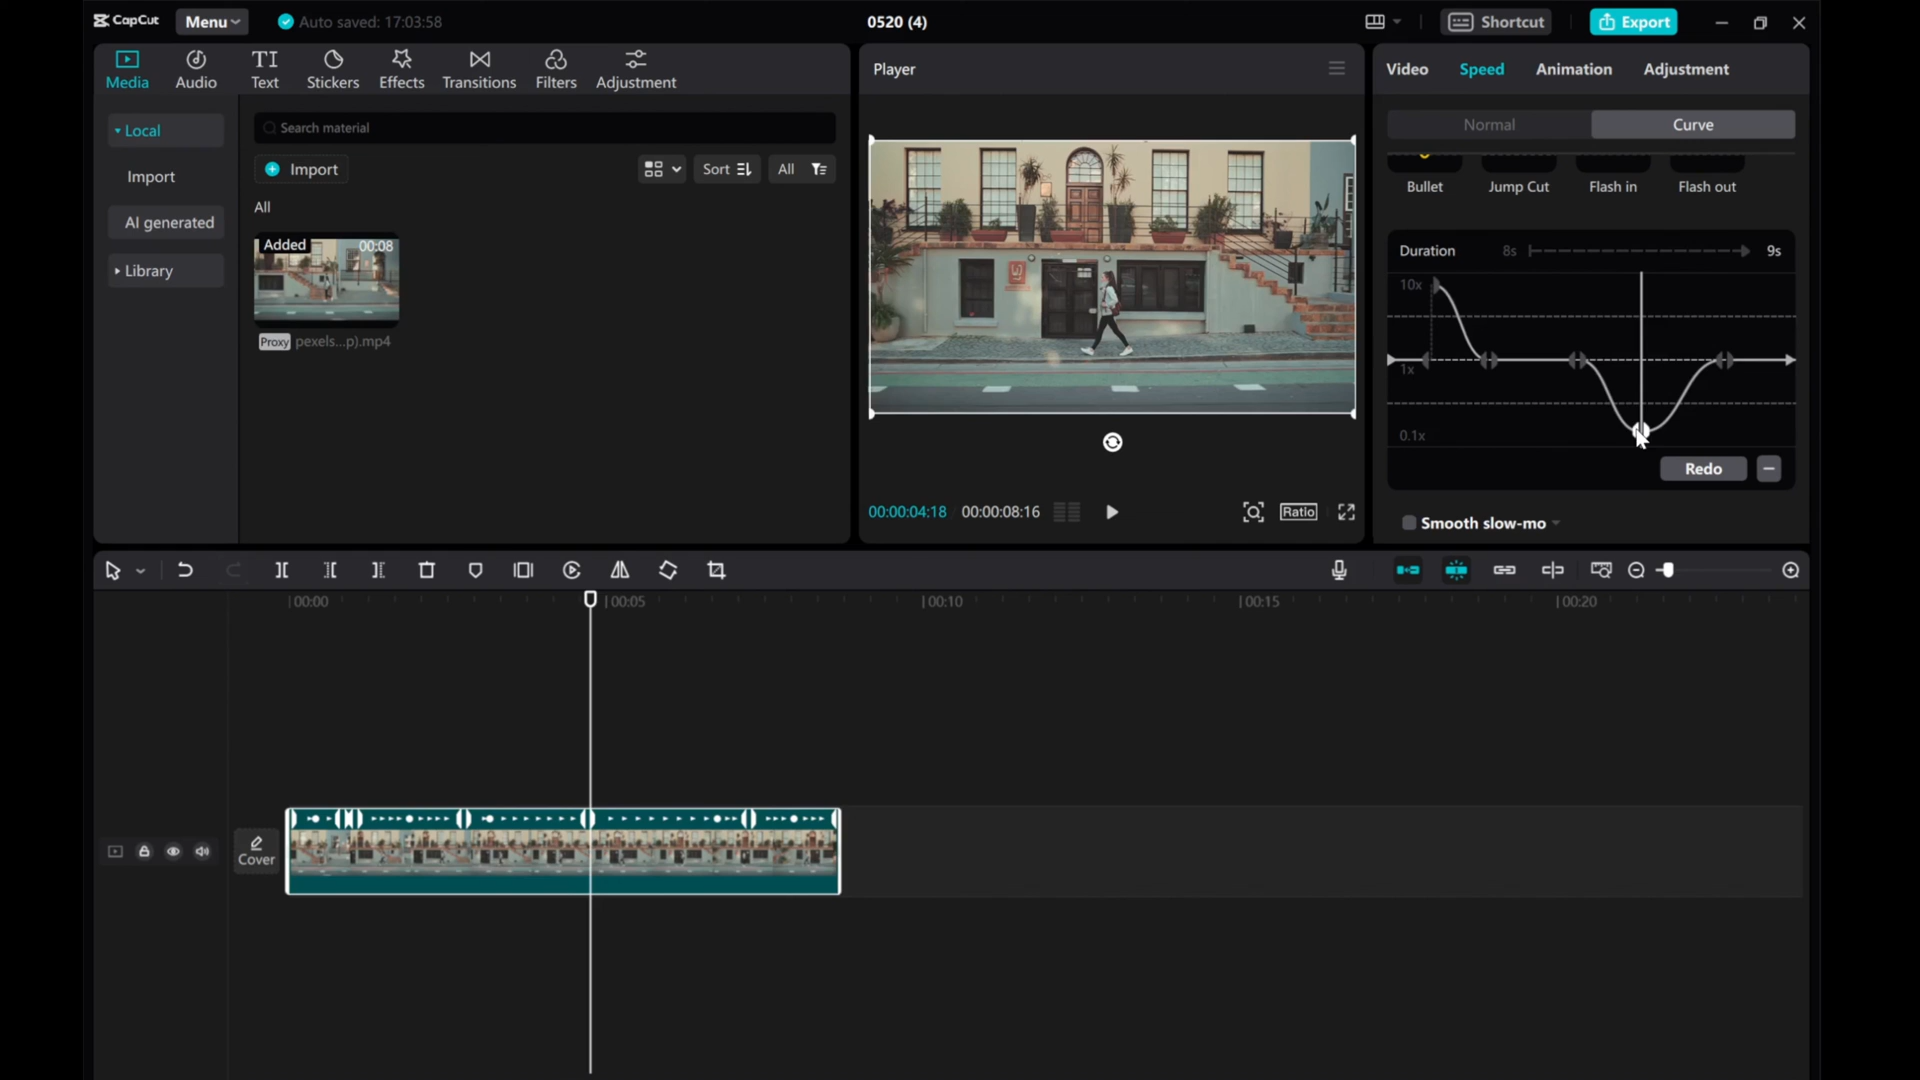 CapCut
Menu
Auto saved: 17:03:58
0520 (4)
Shortcut
Export
Media
Audio
TI
Text
Stickers
Effects
Transitions
Filters
Adjustment
Local
Import
AI generated
Library
Search material
Import
Sort
All
All
Added
00:08
Proxy
pexels...p).mp4
Player
00:00:04:18
00:00:08:16
Ratio
Video
Speed
Animation
Adjustment
Normal
Curve
Bullet
Jump Cut
Flash in
Flash out
Duration
8s
9s
10x
1x
0.1x
Redo
Smooth slow-mo
00:00
00:05
00:10
00:15
00:20
Cover